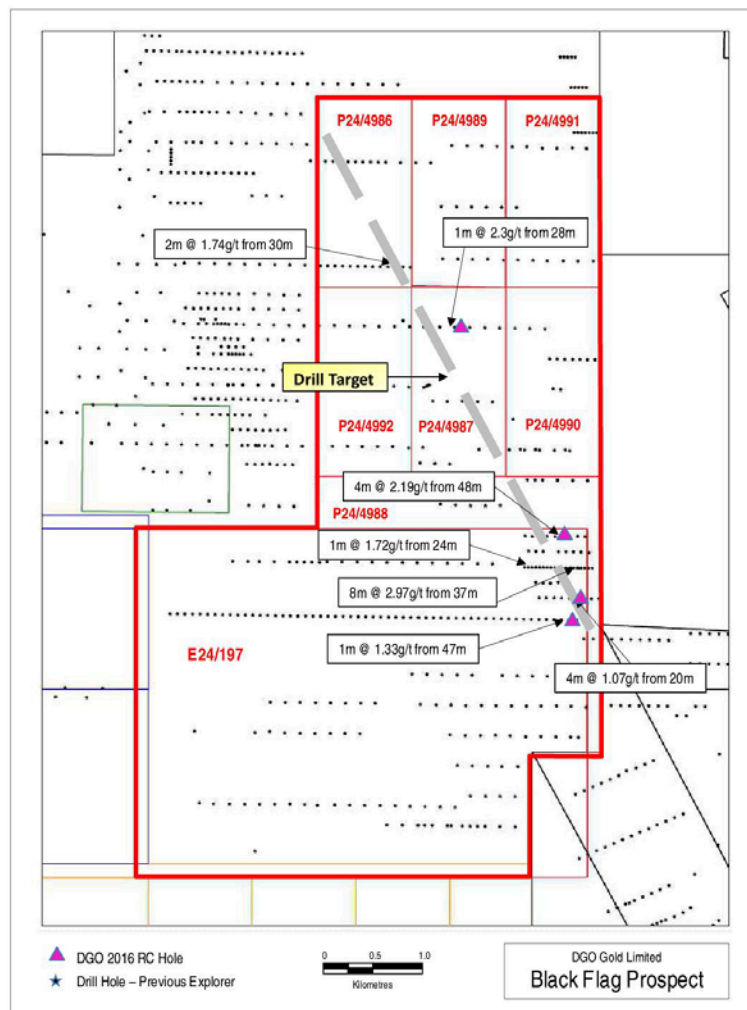 P24/4986
P24/4989
P24/4991
2m @ 1.74g/t from 30m
1m @ 2.3g/t from 28m
Drill Target
P24/4992
P24/4987
P24/4990
4m @ 2.19g/t from 48m
P24/4988
1m @ 1.72g/t from 24m
8m @ 2.97g/t from 37m
1m @ 1.33g/t from 47m
E24/197
4m @ 1.07g/t from 20m
DGO 2016 RC Hole
Drill Hole – Previous Explorer
0 0.5 1.0
Kilometres
DGO Gold Limited
Black Flag Prospect